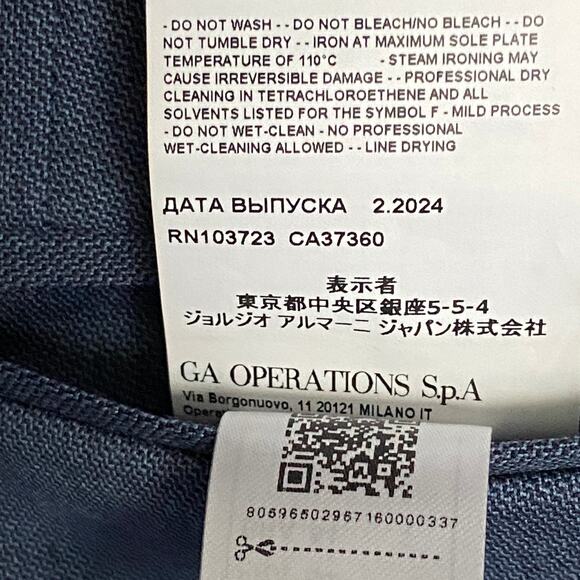 - DO NOT WASH - - DO NOT BLEACH/NO BLEACH - - DO
NOT TUMBLE DRY - - IRON AT MAXIMUM SOLE PLATE
TEMPERATURE OF 110°C - STEAM IRONING MAY
CAUSE IRREVERSIBLE DAMAGE - - PROFESSIONAL DRY
CLEANING IN TETRACHLOROETHENE AND ALL
SOLVENTS LISTED FOR THE SYMBOL F - MILD PROCESS
- DO NOT WET-CLEAN - NO PROFESSIONAL
WET-CLEANING ALLOWED - - LINE DRYING
ДАТА ВЫПУСКА 2.2024
RN103723 CA37360
表示者
東京都中央区銀座5-5-4
ジョルジオ アルマーニ ジャパン株式会社
GA OPERATIONS S.p.A
Via Borgonuovo, 11 20121 MILANO IT
80596502967160000337